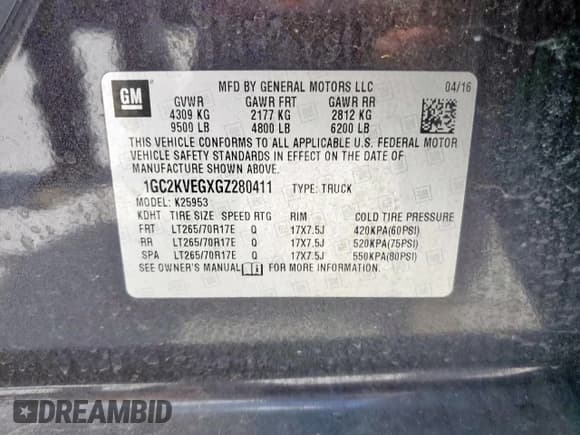 GM
MFD BY GENERAL MOTORS LLC 04/16
GVWR GAWR FRT GAWR RR
4309 KG 2177 KG 2812 KG
9500 LB 4800 LB 6200 LB
THIS VEHICLE CONFORMS TO ALL APPLICABLE U.S. FEDERAL MOTOR
VEHICLE SAFETY STANDARDS IN EFFECT ON THE DATE OF
MANUFACTURE SHOWN ABOVE.
1GC2KVEGXGZ280411 TYPE: TRUCK
MODEL: K25953
KDHT TIRE SIZE SPEED RTG RIM COLD TIRE PRESSURE
FRT LT265/70R17E Q 17X7.5J 420KPA(60PSI)
RR LT265/70R17E Q 17X7.5J 520KPA(75PSI)
SPA LT265/70R17E Q 17X7.5J 550KPA(80PSI)
SEE OWNER'S MANUAL FOR MORE INFORMATION.
DREAMBID